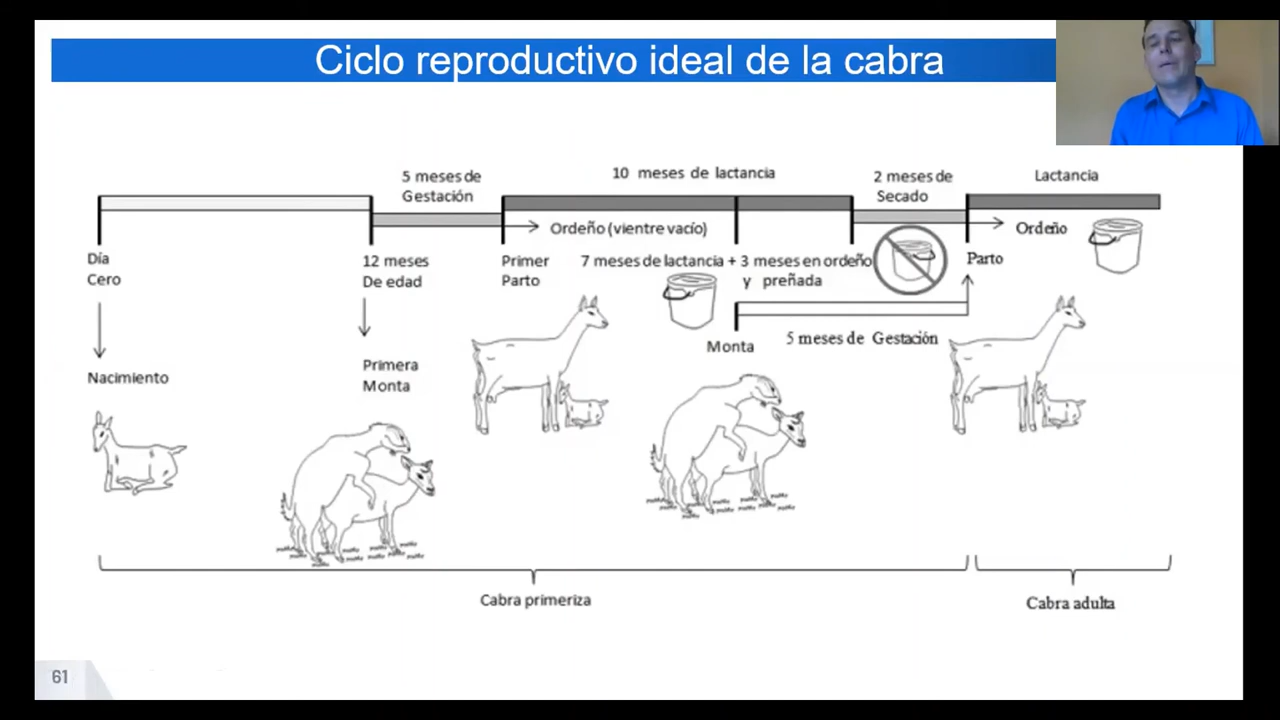 Ciclo reproductivo ideal de la cabra
5 meses de
Gestación
10 meses de lactancia
2 meses de
Secado
Lactancia
Ordeño (vientre vacío)
Ordeño
Día
Cero
12 meses
De edad
Primer
Parto
7 meses de lactancia + 3 meses en ordeño
y preñada
Parto
Monta
5 meses de Gestación
Nacimiento
Primera
Monta
Cabra primeriza
Cabra adulta
61